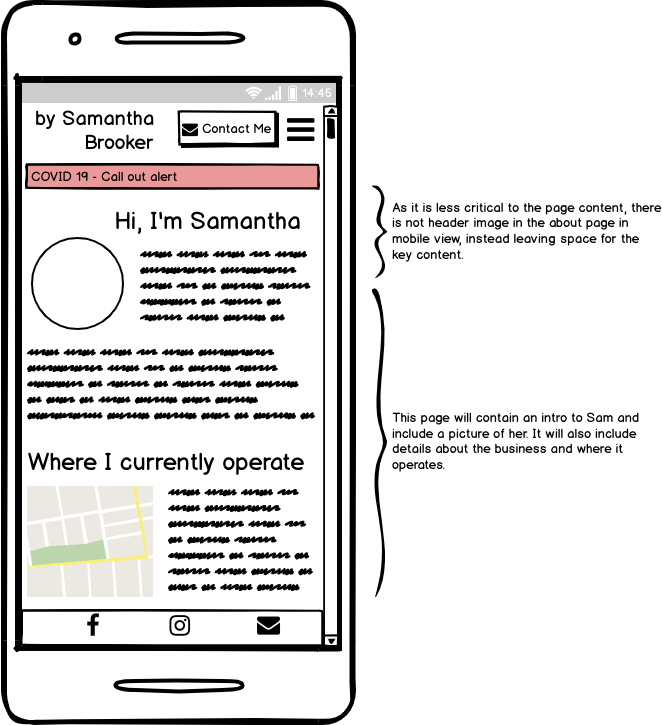 14.45
by Samantha
Brooker
Contact Me
COVID 19 - Call out alert
Hi, I'm Samantha
Where I currently operate
As it is less critical to the page content, there
is not header image in the about page in
mobile view, instead leaving space for the
key content.
This page will contain an intro to Sam and
include a picture of her. It will also include
details about the business and where it
operates.